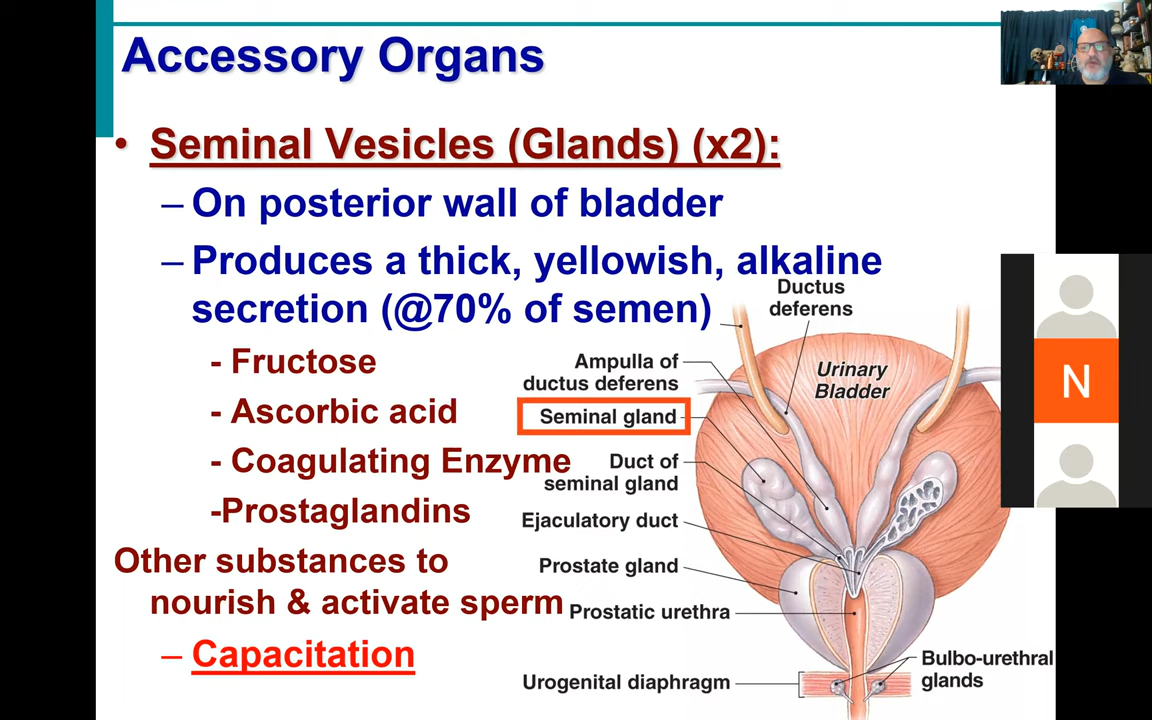 Accessory Organs
• Seminal Vesicles (Glands) (x2):
– On posterior wall of bladder
– Produces a thick, yellowish, alkaline
secretion (@70% of semen)
- Fructose
- Ascorbic acid
- Coagulating Enzyme
-Prostaglandins
Other substances to
nourish & activate sperm
– Capacitation
Ductus
deferens
Ampulla of
ductus deferens
Urinary
Bladder
Seminal gland
Duct of
seminal gland
Ejaculatory duct
Prostate gland
Prostatic urethra
Bulbo-urethral
glands
Urogenital diaphragm
N